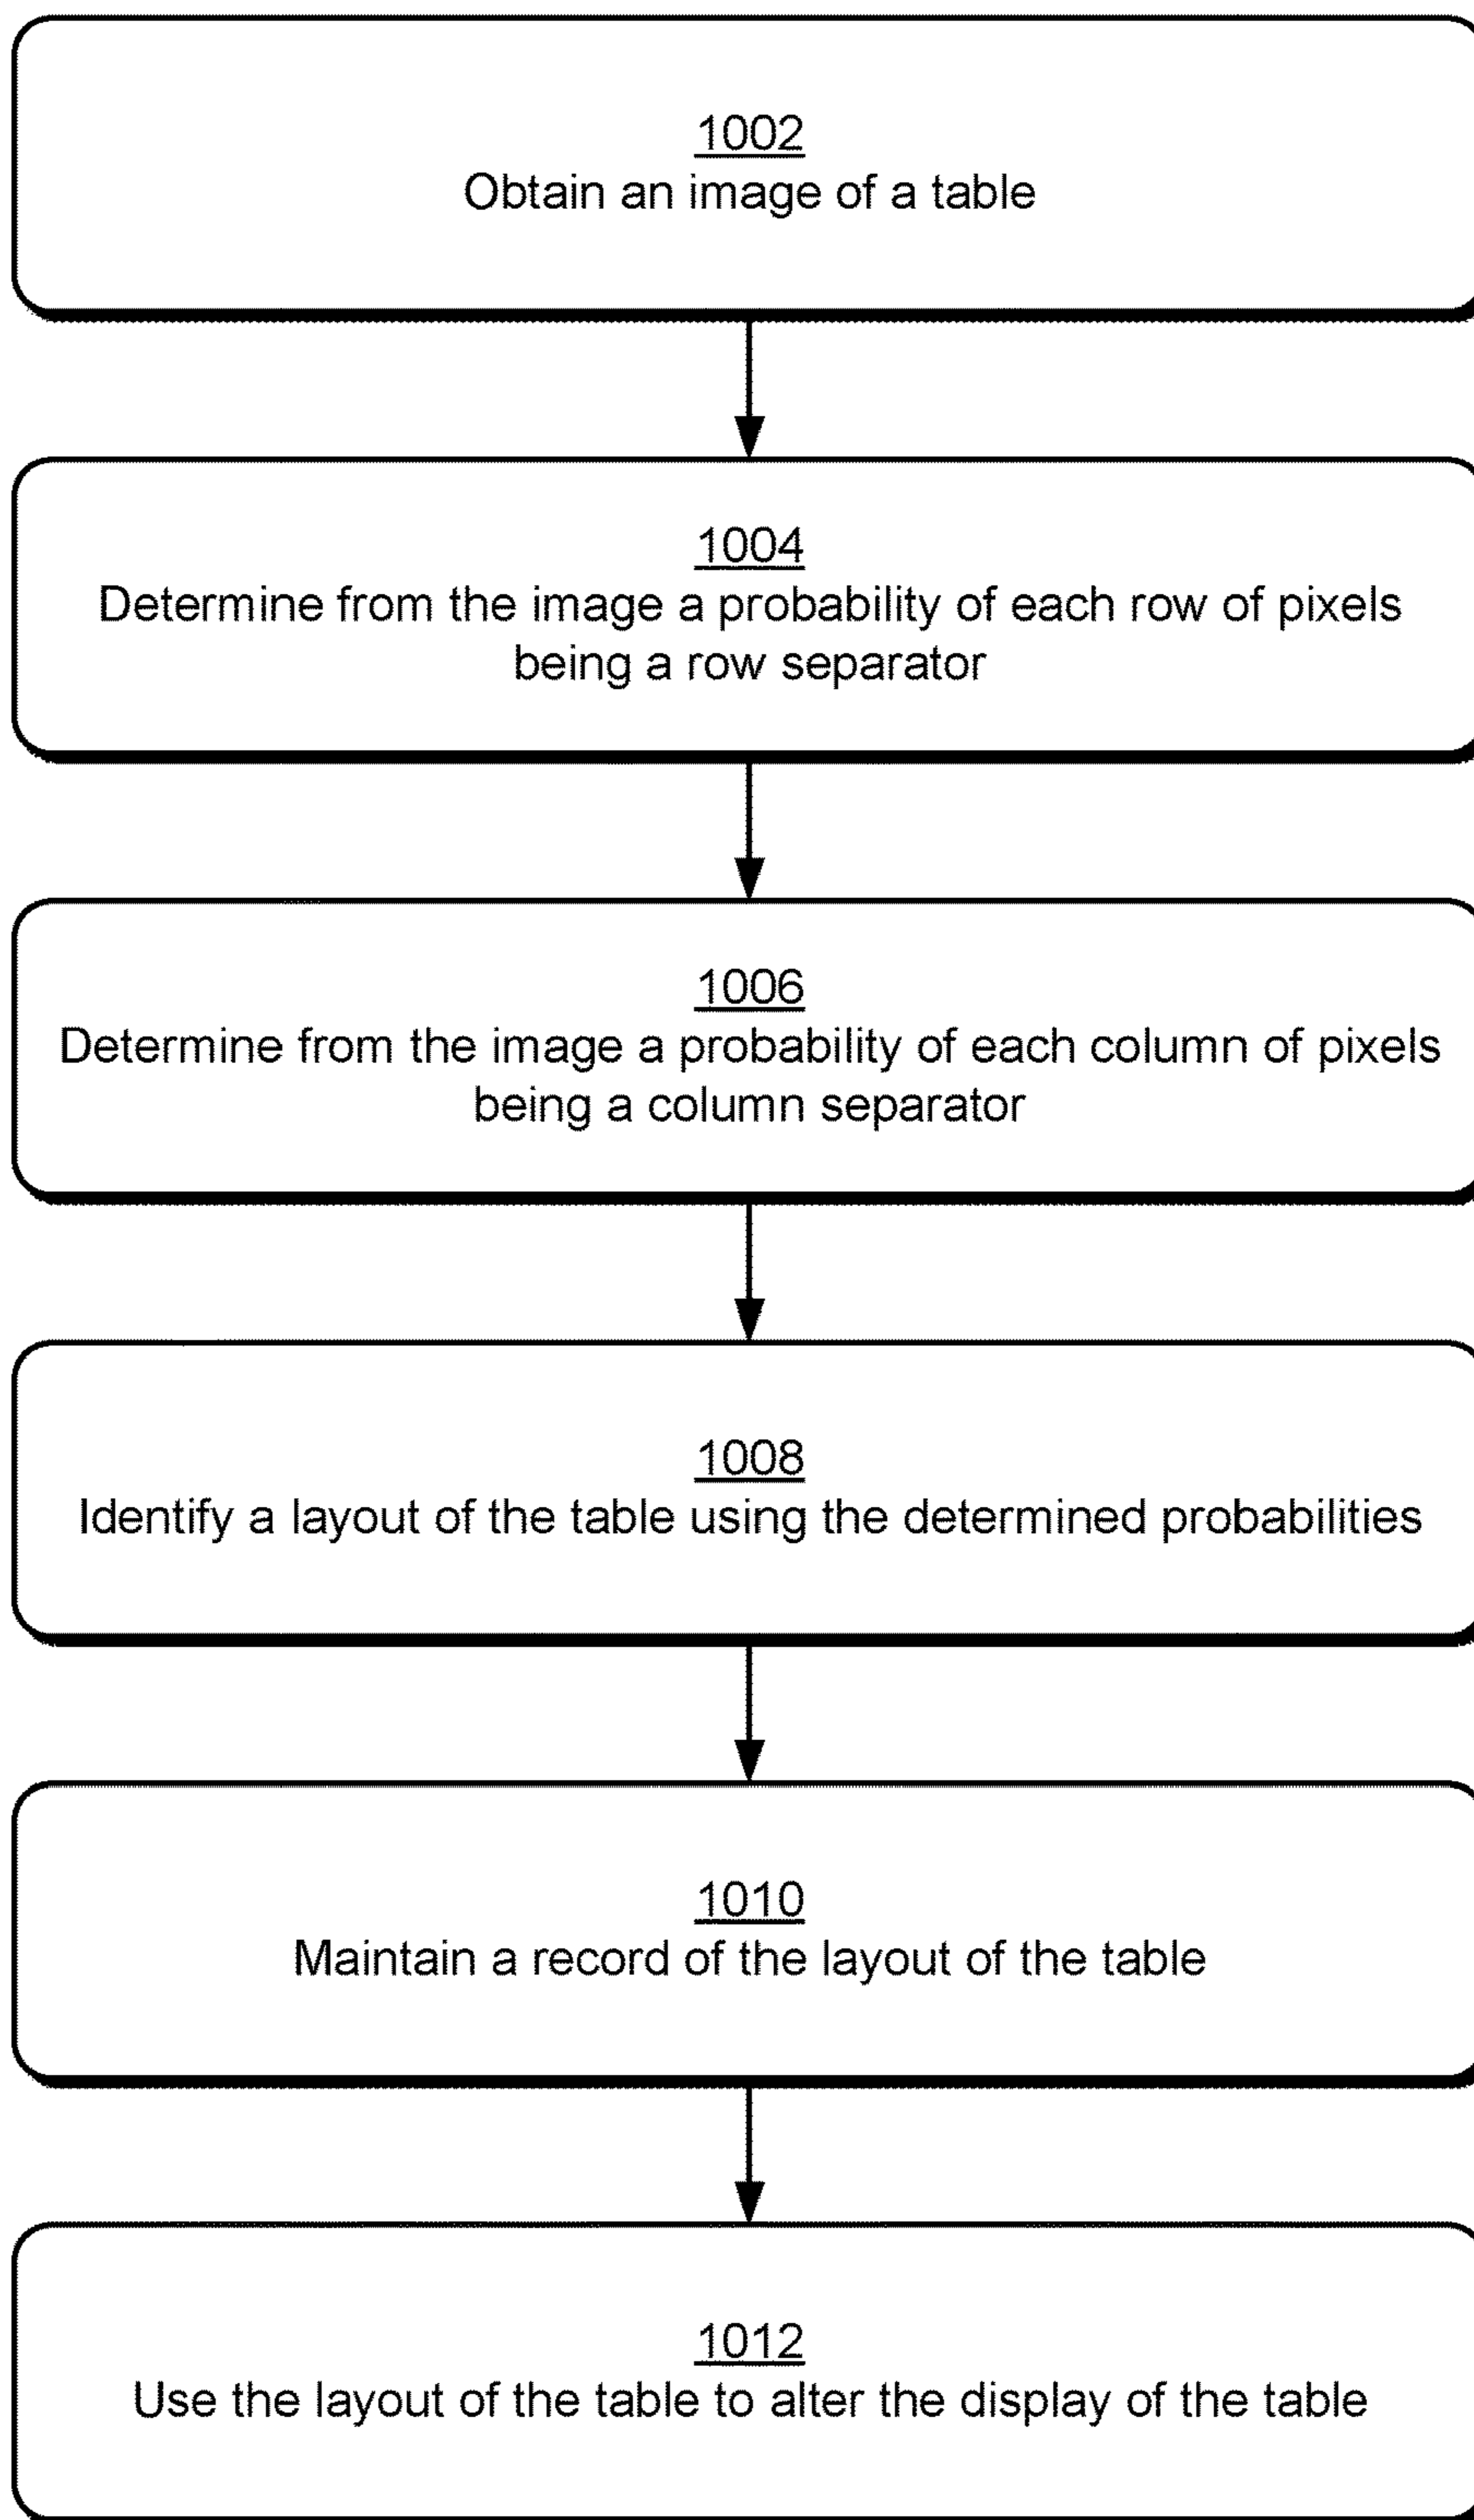 1002
Obtain an image of a table
1004
Determine from the image a probability of each row of pixels
being a row separator
1006
Determine from the image a probability of each column of pixels
being a column separator
1008
Identify a layout of the table using the determined probabilities
1010
Maintain a record of the layout of the table
1012
Use the layout of the table to alter the display of the table